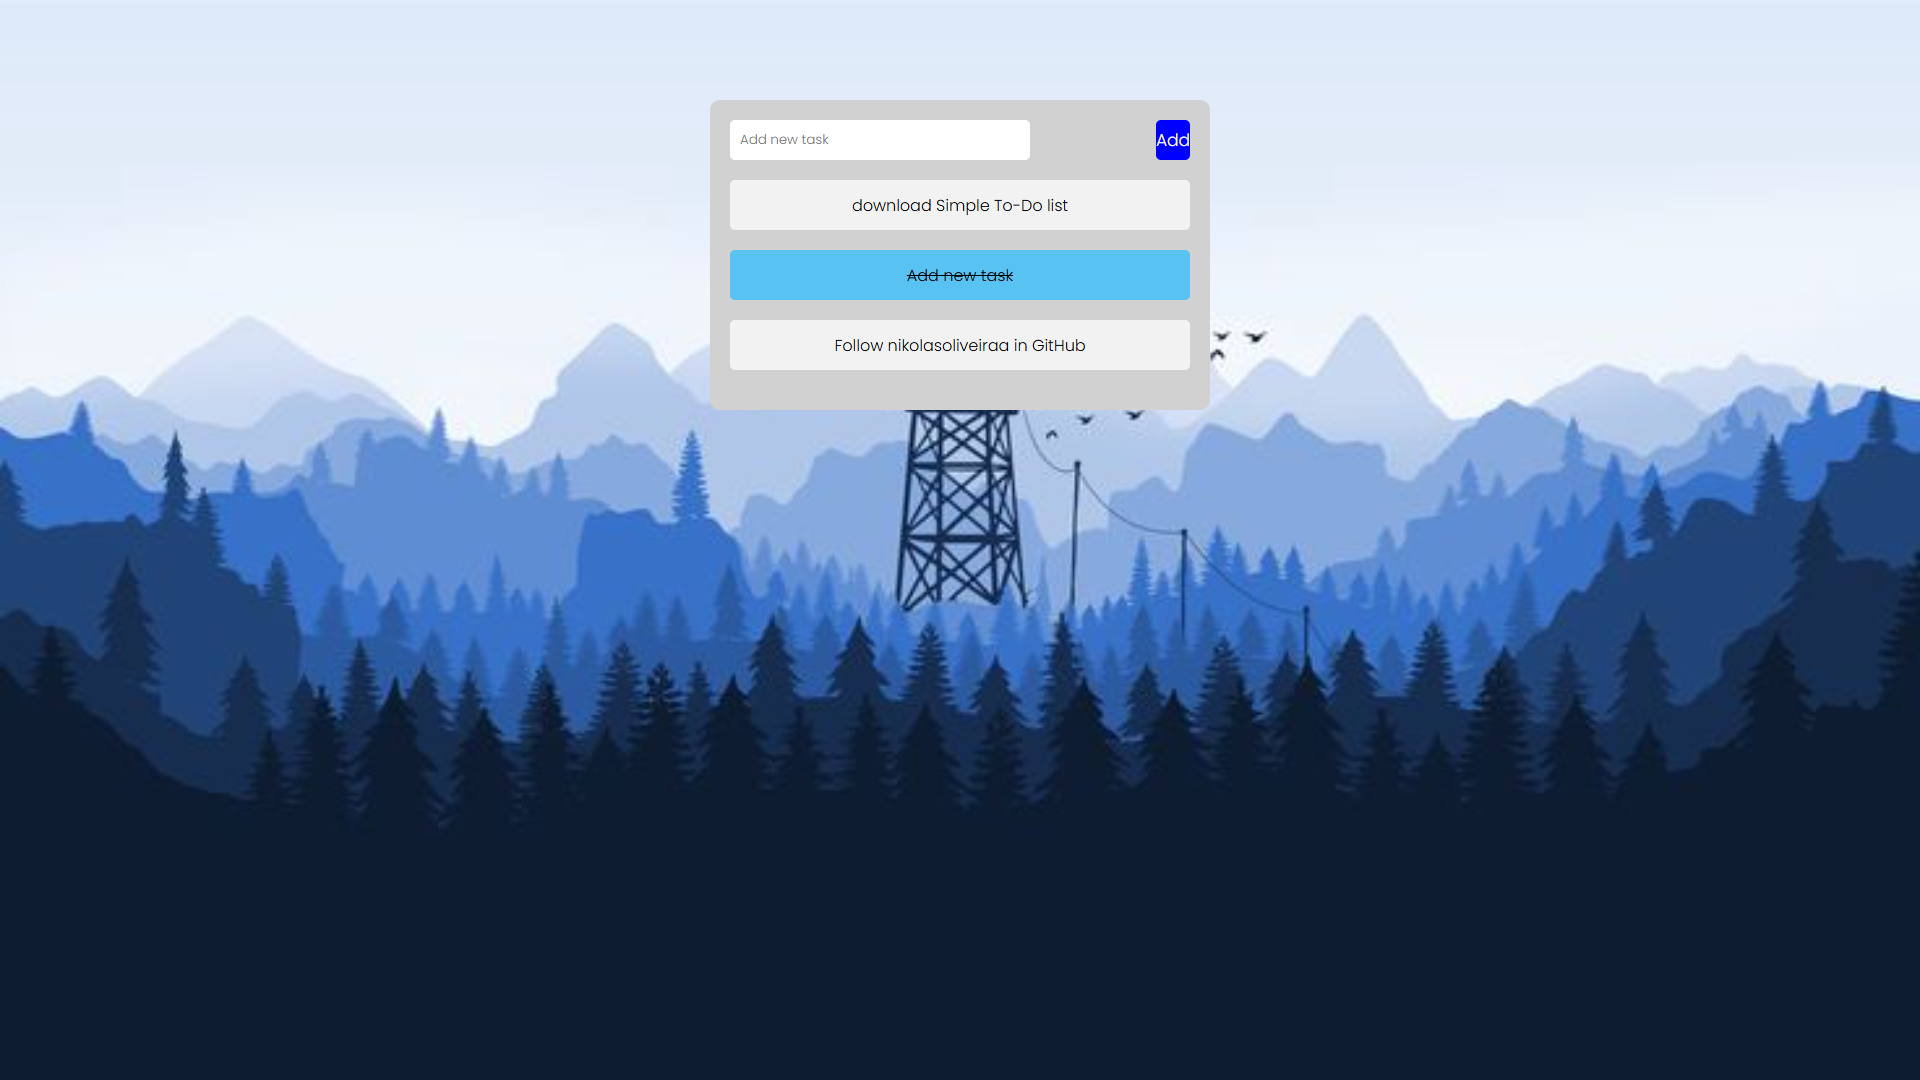 Add new task
Add
download Simple To-Do list
Add new task
Follow nikolasoliveiraa in GitHub